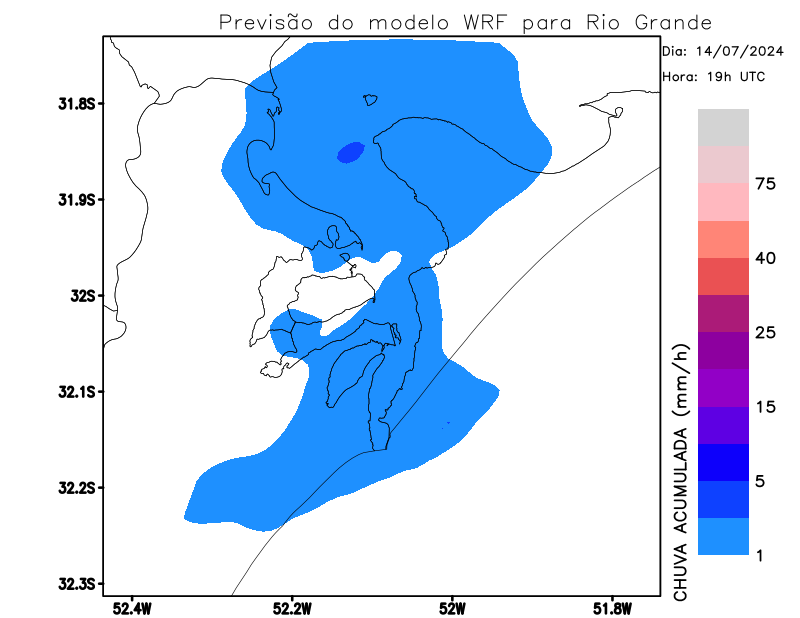 Previsão do modelo WRF para Rio Grande
Dia: 14/07/2024
Hora: 19h UTC
31.8S
31.9S
32S
32.1S
32.2S
32.3S
52.4W
52.2W
52W
51.8W
75
40
25
15
5
1
CHUVA ACUMULADA (mm/h)